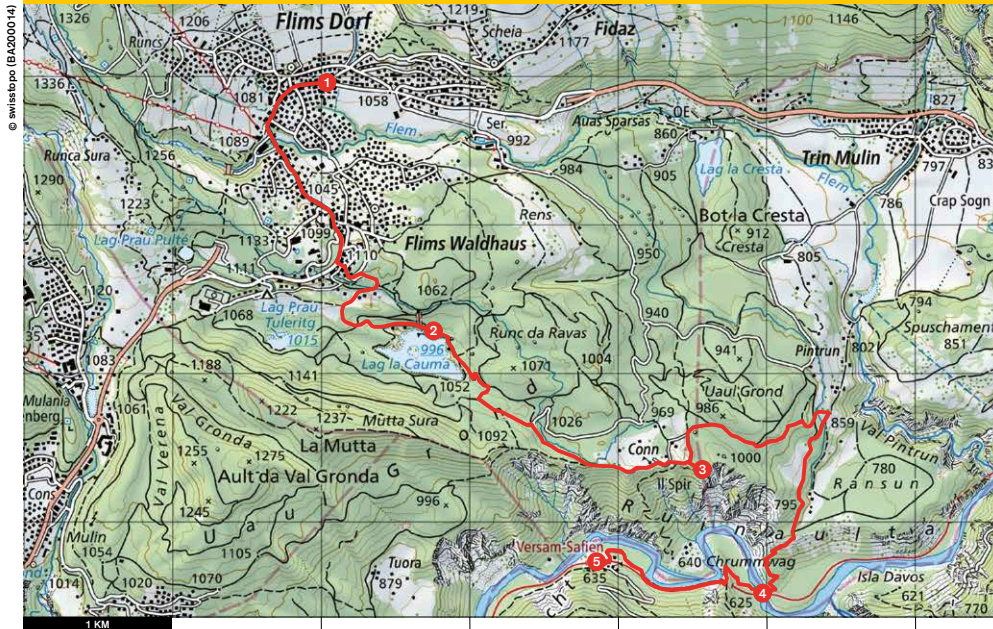 © swisstopo (BA200014)
1326
Runcs
1206
Flims Dorf
1219
Scheia
1177
Fidaz
1100
1146
1336
1081
1
1058
827
1089
Flem
Ser
992
Auas Sparsas
860
Trin Mulin
797
83
Runca Sura
1256
1290
1223
1045
984
905
Lag la Cresta
Flem
786
Crap Sogn
Lag Prau Pulté
1133
1099
1110
Flims Waldhaus
Rens
950
Bot la Cresta
912
Cresta
805
1111
1120
1068
Lag Prau
Tuleritg
1015
1062
2
Runc da Ravas
940
794
Spuschament
851
35
1083
1188
1141
996
Lag la Cauma
1052
1071
1004
941
Pintrun
802
Mulania
enberg
1061
Val Verena
Val Gronda
1222
1237
Mutta Sura
1092
1026
969
986
Uaul Grond
859
Val Pintrun
La Mutta
1255
1275
Ault da Val Gronda
Conn
1000
3
Il Spir
780
Ransun
Cons
1245
996
795
Mulin
1054
1105
Uaul Grond
Ruinaulta
Versam-Safien
5
635
640
Chrummwag
1014
1020
1070
Tuora
879
625
4
Isla Davos
621
770
1 KM